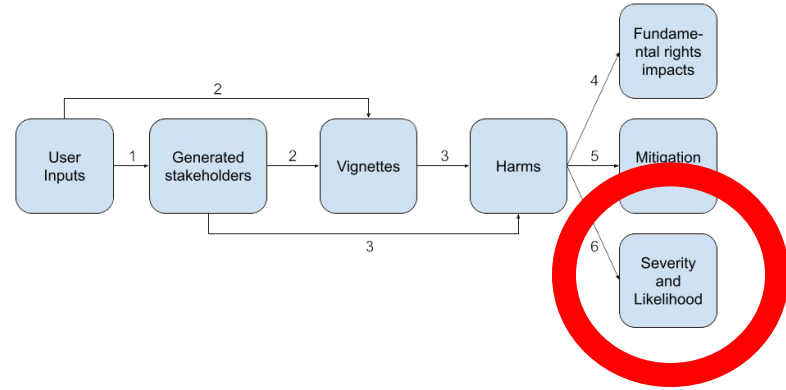 Fundame-
ntal rights
impacts
4
2
User
Inputs
1
Generated
stakeholders
2
Vignettes
3
Harms
5
Mitigation
3
6
Severity
and
Likelihood